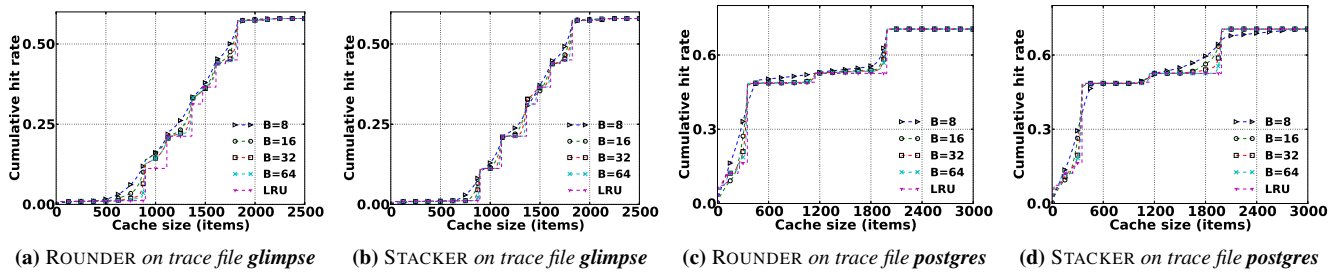 Cumulative hit rate
0.50
0.25
0.00
0 500 1000 1500 2000 2500
Cache size (items)
B=8
B=16
B=32
B=64
LRU
(a) ROUNDER on trace file glimpse
Cumulative hit rate
0.50
0.25
0.00
0 500 1000 1500 2000 2500
Cache size (items)
B=8
B=16
B=32
B=64
LRU
(b) STACKER on trace file glimpse
Cumulative hit rate
0.6
0.3
0.0
600 1200 1800 2400 3000
Cache size (items)
B=8
B=16
B=32
B=64
LRU
(c) ROUNDER on trace file postgres
Cumulative hit rate
0.6
0.3
0.0
0 600 1200 1800 2400 3000
Cache size (items)
B=8
B=16
B=32
B=64
LRU
(d) STACKER on trace file postgres